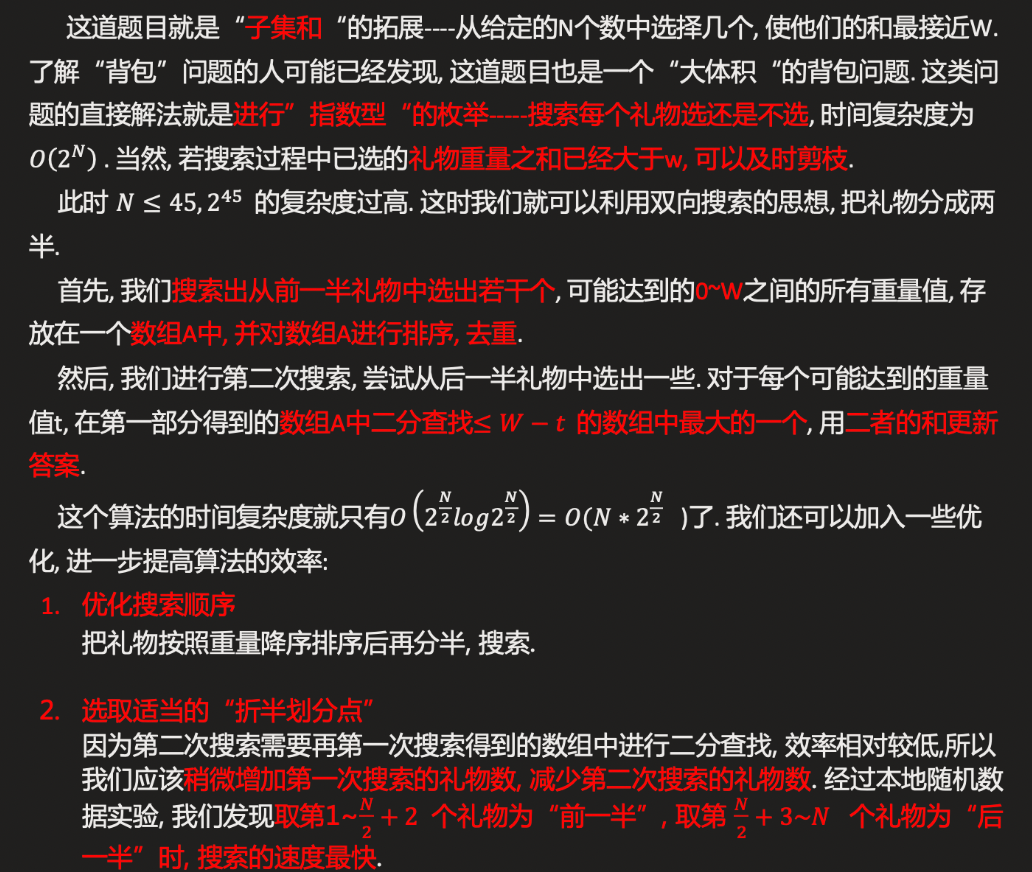 这道题目就是“子集和“的拓展----从给定的N个数中选择几个, 使他们的和最接近W.
了解“背包”问题的人可能已经发现, 这道题目也是一个“大体积“的背包问题. 这类问
题的直接解法就是进行”指数型“的枚举-----搜索每个礼物选还是不选, 时间复杂度为
O(2^N) . 当然, 若搜索过程中已选的礼物重量之和已经大于w, 可以及时剪枝.
此时 N ≤ 45, 2^45 的复杂度过高. 这时我们就可以利用双向搜索的思想, 把礼物分成两
半.
首先, 我们搜索出从前一半礼物中选出若干个, 可能达到的0~W之间的所有重量值, 存
放在一个数组A中, 并对数组A进行排序, 去重.
然后, 我们进行第二次搜索, 尝试从后一半礼物中选出一些. 对于每个可能达到的重量
值t, 在第一部分得到的数组A中二分查找≤ W − t 的数组中最大的一个, 用二者的和更新
答案.
这个算法的时间复杂度就只有O(2^(N/2)log2^(N/2)) = O(N * 2^(N/2) )了. 我们还可以加入一些优
化, 进一步提高算法的效率:
1. 优化搜索顺序
把礼物按照重量降序排序后再分半, 搜索.
2. 选取适当的“折半划分点”
因为第二次搜索需要再第一次搜索得到的数组中进行二分查找, 效率相对较低,所以
我们应该稍微增加第一次搜索的礼物数, 减少第二次搜索的礼物数. 经过本地随机数
据实验, 我们发现取第1~N/2 + 2 个礼物为“前一半”, 取第 N/2 + 3~N 个礼物为“后
一半”时, 搜索的速度最快.